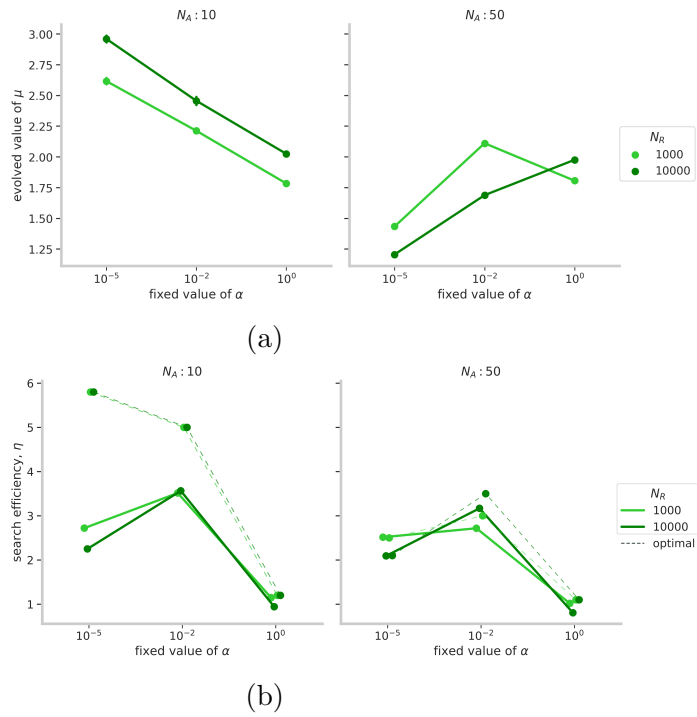 N_A : 10
N_A : 50
3.00
2.75
2.50
2.25
2.00
1.75
1.50
1.25
evolved value of μ
10^−5
10^−2
10^0
10^−5
10^−2
10^0
fixed value of α
fixed value of α
N_R
1000
10000
(a)
N_A : 10
N_A : 50
6
5
4
3
2
1
search efficiency, η
10^−5
10^−2
10^0
10^−5
10^−2
10^0
fixed value of α
fixed value of α
N_R
1000
10000
optimal
(b)